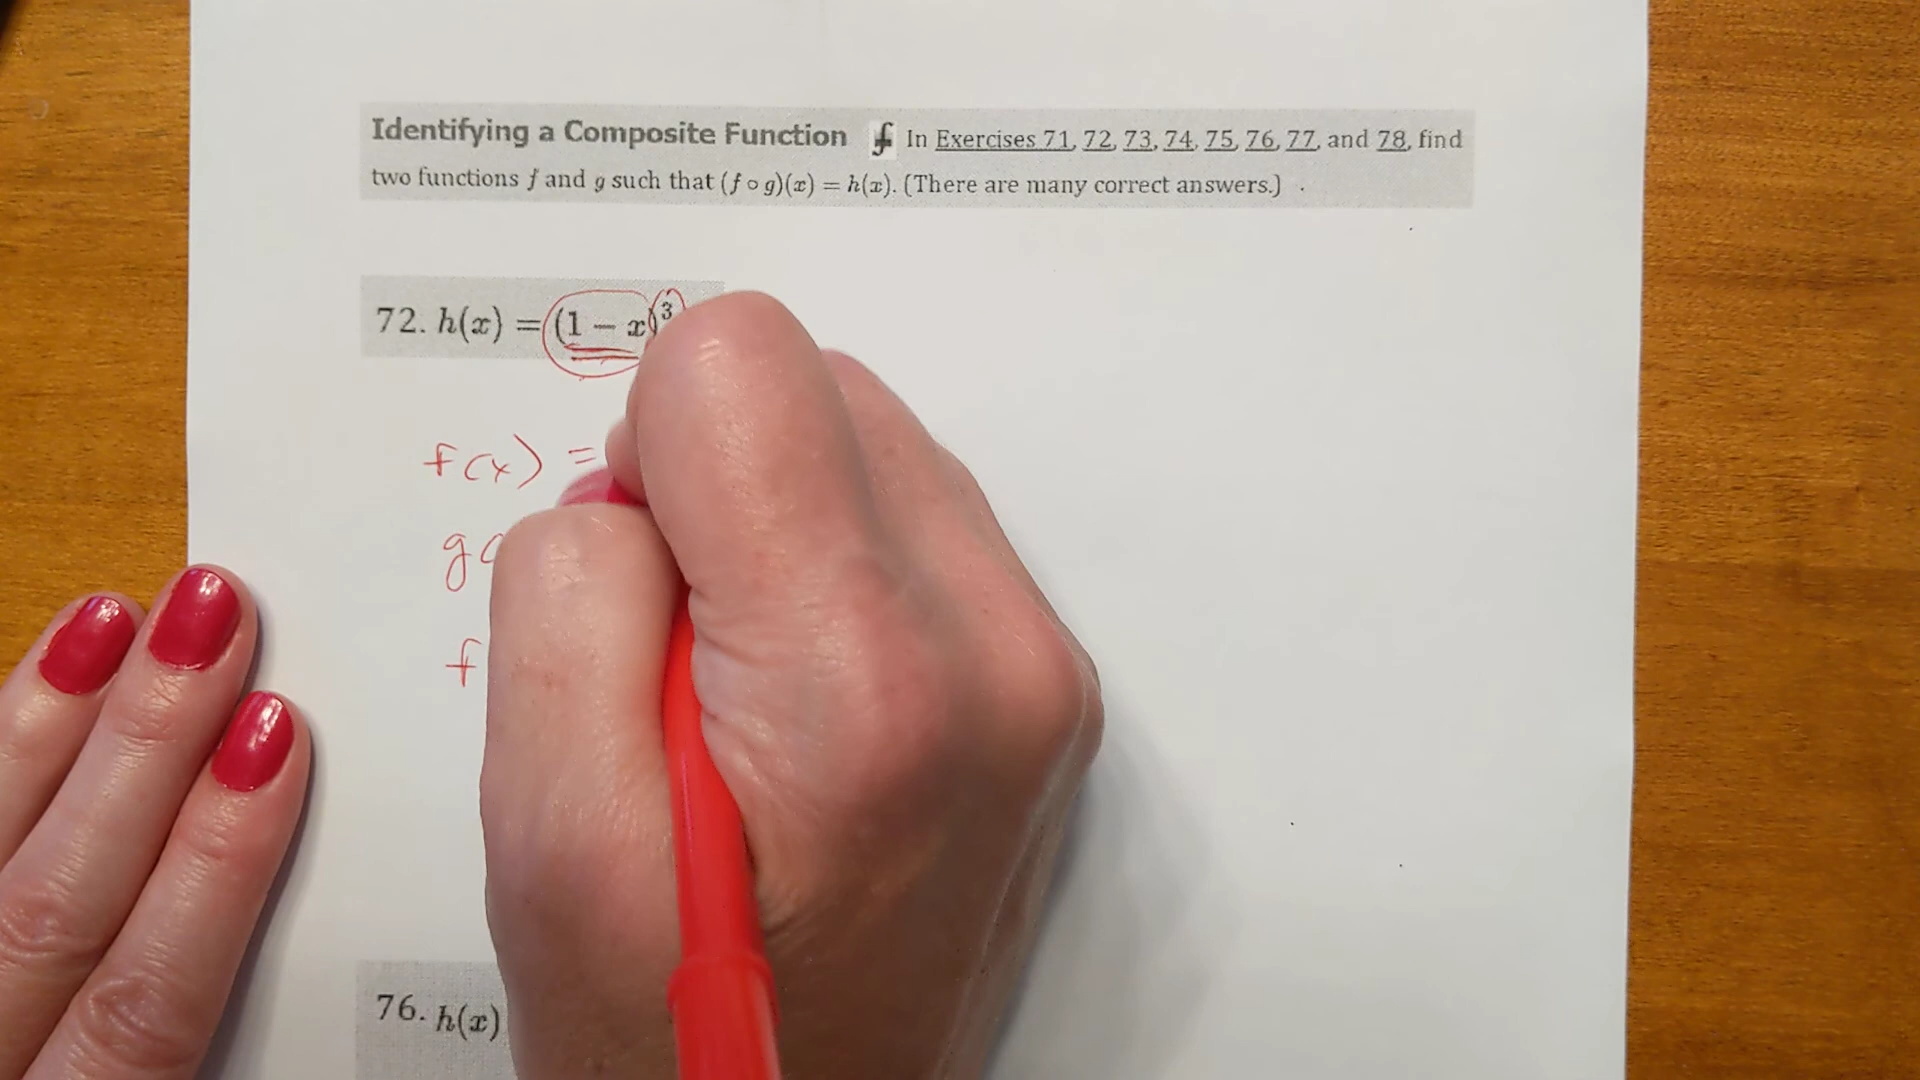 Identifying a Composite Function f In Exercises 71, 72, 73, 74, 75, 76, 77, and 78, find
two functions f and g such that (f ∘ g)(x) = h(x). (There are many correct answers.)
72. h(x) = (1 − x)³
f(x) =
g(
f
76. h(x)